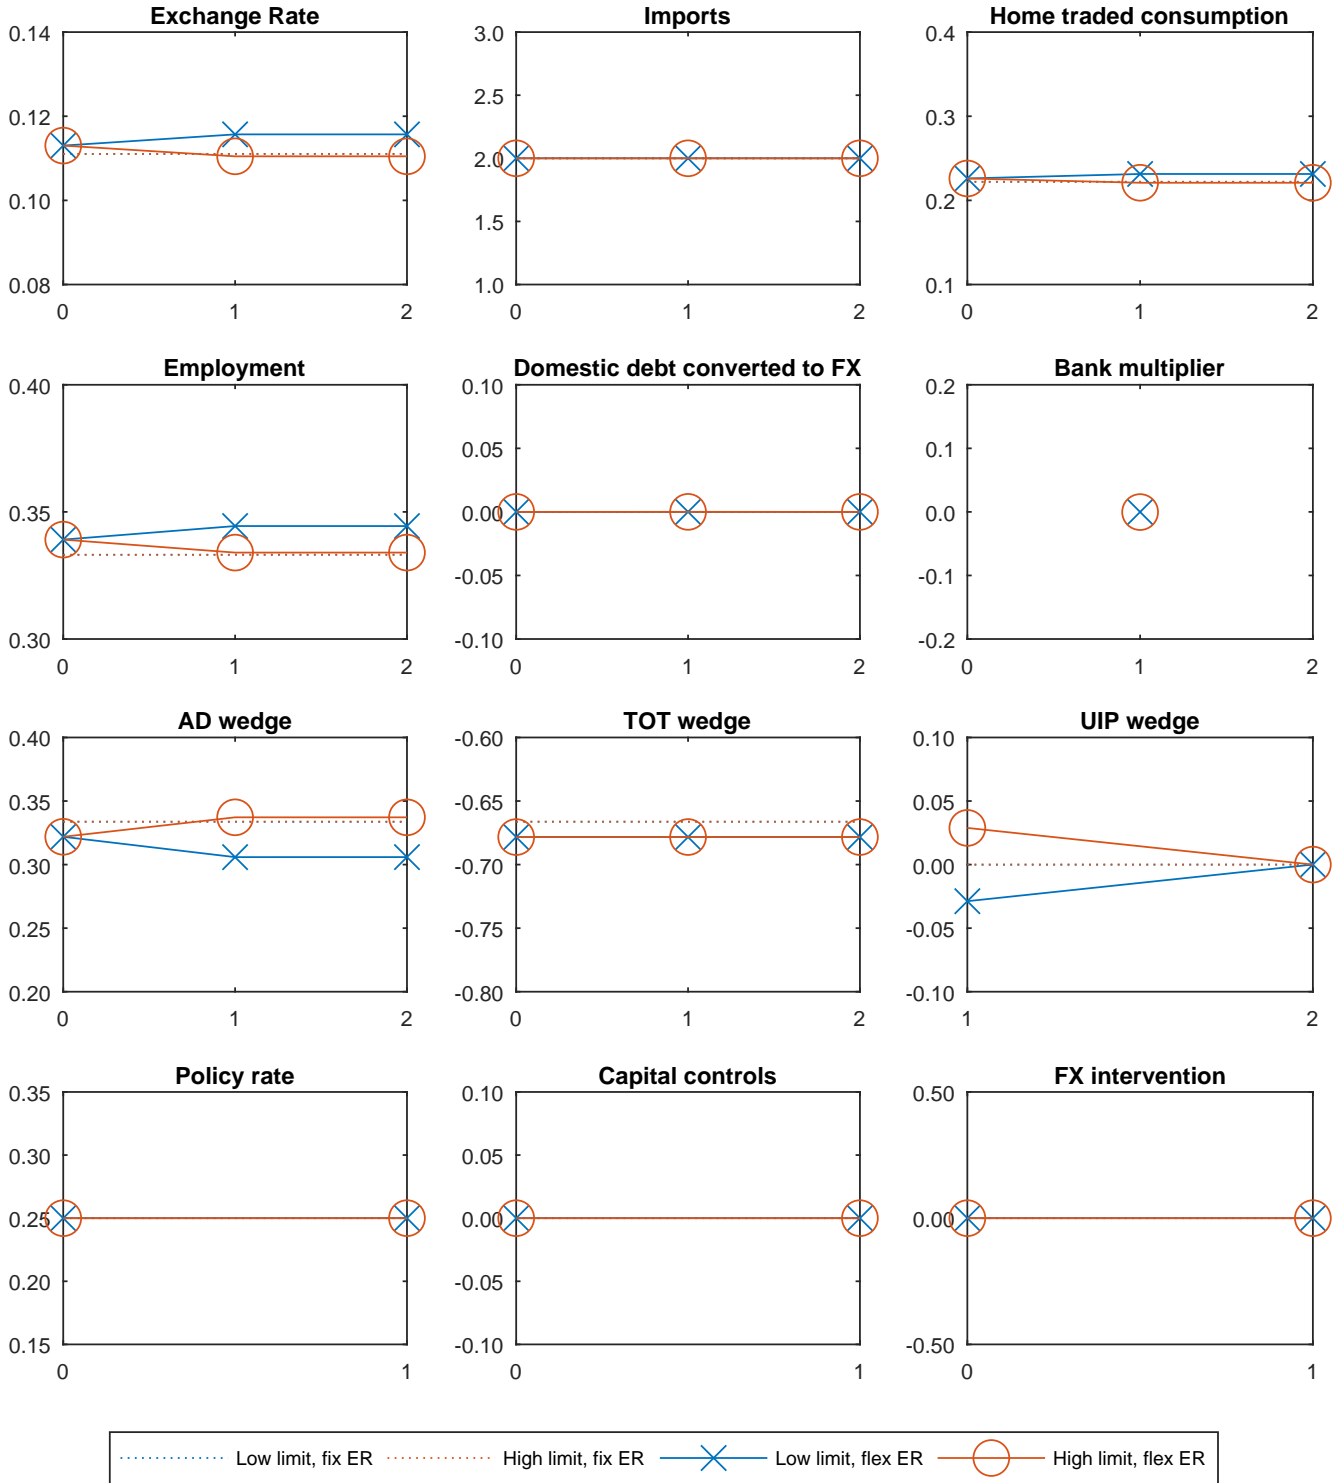 Exchange Rate
0.14
0.12
0.10
0.08
0 1 2
Imports
3.0
2.5
2.0
1.5
1.0
0 1 2
Home traded consumption
0.4
0.3
0.2
0.1
0 1 2
Employment
0.40
0.35
0.30
0 1 2
Domestic debt converted to FX
0.10
0.05
0.00
-0.05
-0.10
0 1 2
Bank multiplier
0.2
0.1
0.0
-0.1
-0.2
0 1 2
AD wedge
0.40
0.35
0.30
0.25
0.20
0 1 2
TOT wedge
-0.60
-0.65
-0.70
-0.75
-0.80
0 1 2
UIP wedge
0.10
0.05
0.00
-0.05
-0.10
1 2
Policy rate
0.35
0.30
0.25
0.20
0.15
0 1
Capital controls
0.10
0.05
0.00
-0.05
-0.10
0 1
FX intervention
0.50
0.00
-0.50
0 1
Low limit, fix ER High limit, fix ER Low limit, flex ER High limit, flex ER